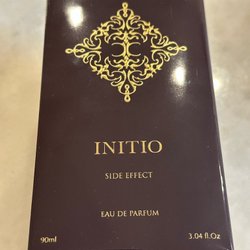 INITIO
SIDE EFFECT
EAU DE PARFUM
90ml 3.04 fl.Oz